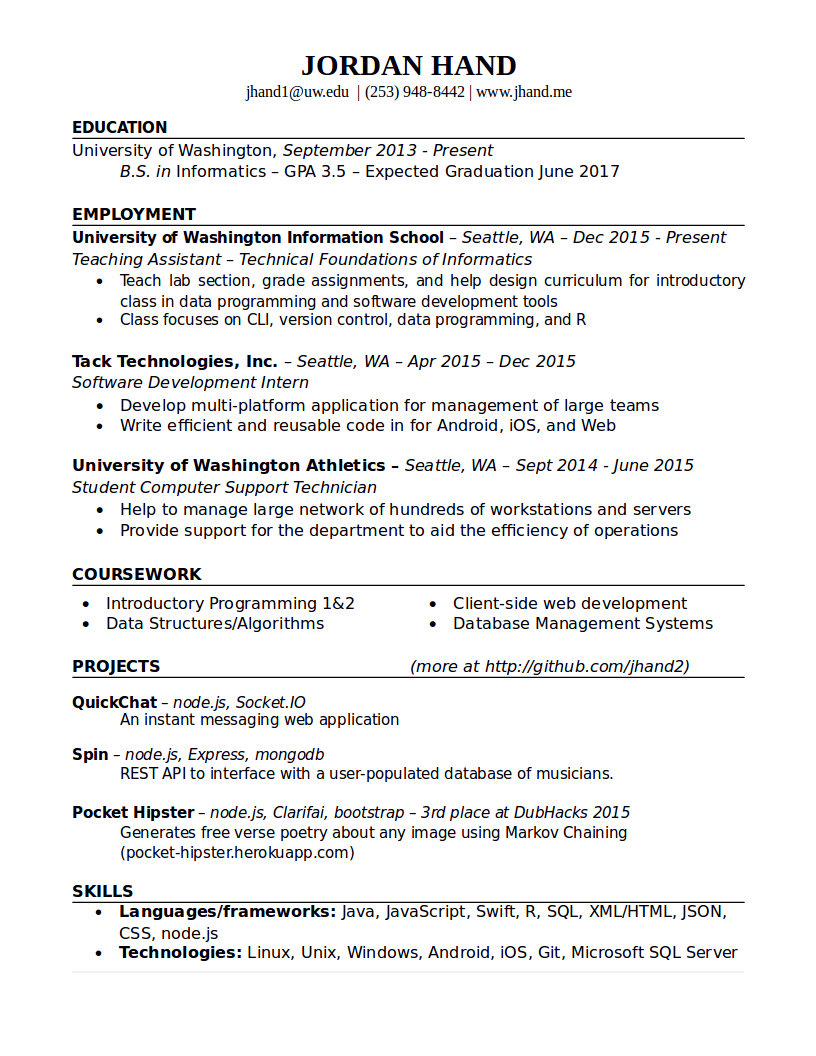 JORDAN HAND
jhand1@uw.edu | (253) 948-8442 | www.jhand.me
EDUCATION
University of Washington, September 2013 - Present
B.S. in Informatics – GPA 3.5 – Expected Graduation June 2017
EMPLOYMENT
University of Washington Information School – Seattle, WA – Dec 2015 - Present
Teaching Assistant – Technical Foundations of Informatics
• Teach lab section, grade assignments, and help design curriculum for introductory
class in data programming and software development tools
• Class focuses on CLI, version control, data programming, and R
Tack Technologies, Inc. – Seattle, WA – Apr 2015 – Dec 2015
Software Development Intern
• Develop multi-platform application for management of large teams
• Write efficient and reusable code in for Android, iOS, and Web
University of Washington Athletics – Seattle, WA – Sept 2014 - June 2015
Student Computer Support Technician
• Help to manage large network of hundreds of workstations and servers
• Provide support for the department to aid the efficiency of operations
COURSEWORK
• Introductory Programming 1&2
• Data Structures/Algorithms
• Client-side web development
• Database Management Systems
PROJECTS (more at http://github.com/jhand2)
QuickChat – node.js, Socket.IO
An instant messaging web application
Spin – node.js, Express, mongodb
REST API to interface with a user-populated database of musicians.
Pocket Hipster – node.js, Clarifai, bootstrap – 3rd place at DubHacks 2015
Generates free verse poetry about any image using Markov Chaining
(pocket-hipster.herokuapp.com)
SKILLS
• Languages/frameworks: Java, JavaScript, Swift, R, SQL, XML/HTML, JSON,
CSS, node.js
• Technologies: Linux, Unix, Windows, Android, iOS, Git, Microsoft SQL Server